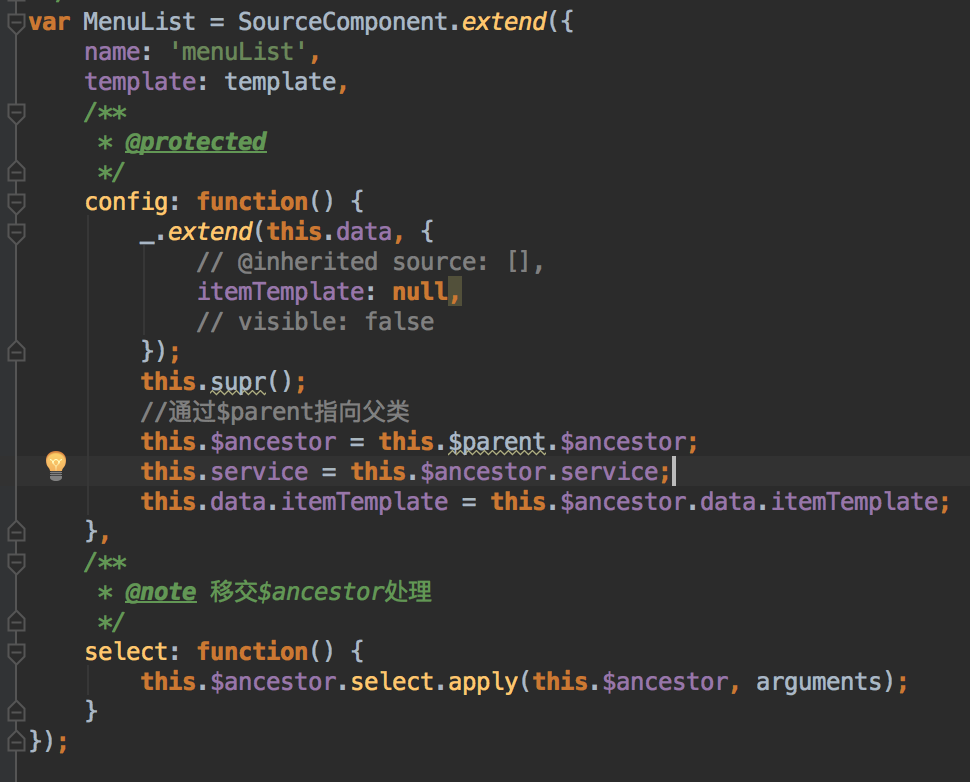 var MenuList = SourceComponent.extend({
    name: 'menuList',
    template: template,
    /**
     * @protected
     */
    config: function() {
        _.extend(this.data, {
            // @inherited source: [],
            itemTemplate: null,
            // visible: false
        });
        this.supr();
        //通过$parent指向父类
        this.$ancestor = this.$parent.$ancestor;
        this.service = this.$ancestor.service;
        this.data.itemTemplate = this.$ancestor.data.itemTemplate;
    },
    /**
     * @note 移交$ancestor处理
     */
    select: function() {
        this.$ancestor.select.apply(this.$ancestor, arguments);
    }
});